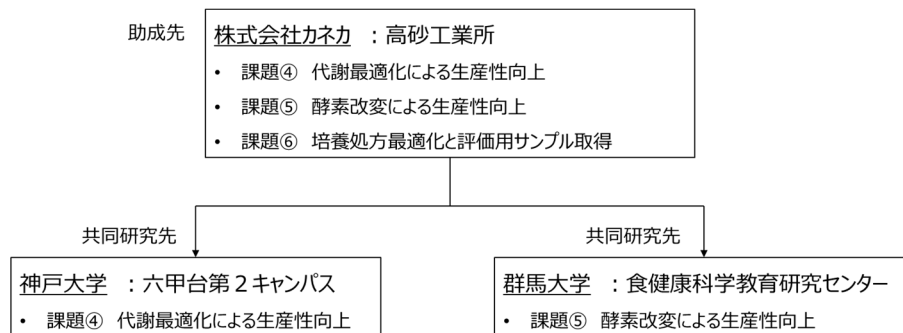 助成先
株式会社カネカ ：高砂工業所
• 課題④ 代謝最適化による生産性向上
• 課題⑤ 酵素改変による生産性向上
• 課題⑥ 培養処方最適化と評価用サンプル取得
共同研究先
共同研究先
神戸大学 ：六甲台第２キャンパス
• 課題④ 代謝最適化による生産性向上
群馬大学 ：食健康科学教育研究センター
• 課題⑤ 酵素改変による生産性向上